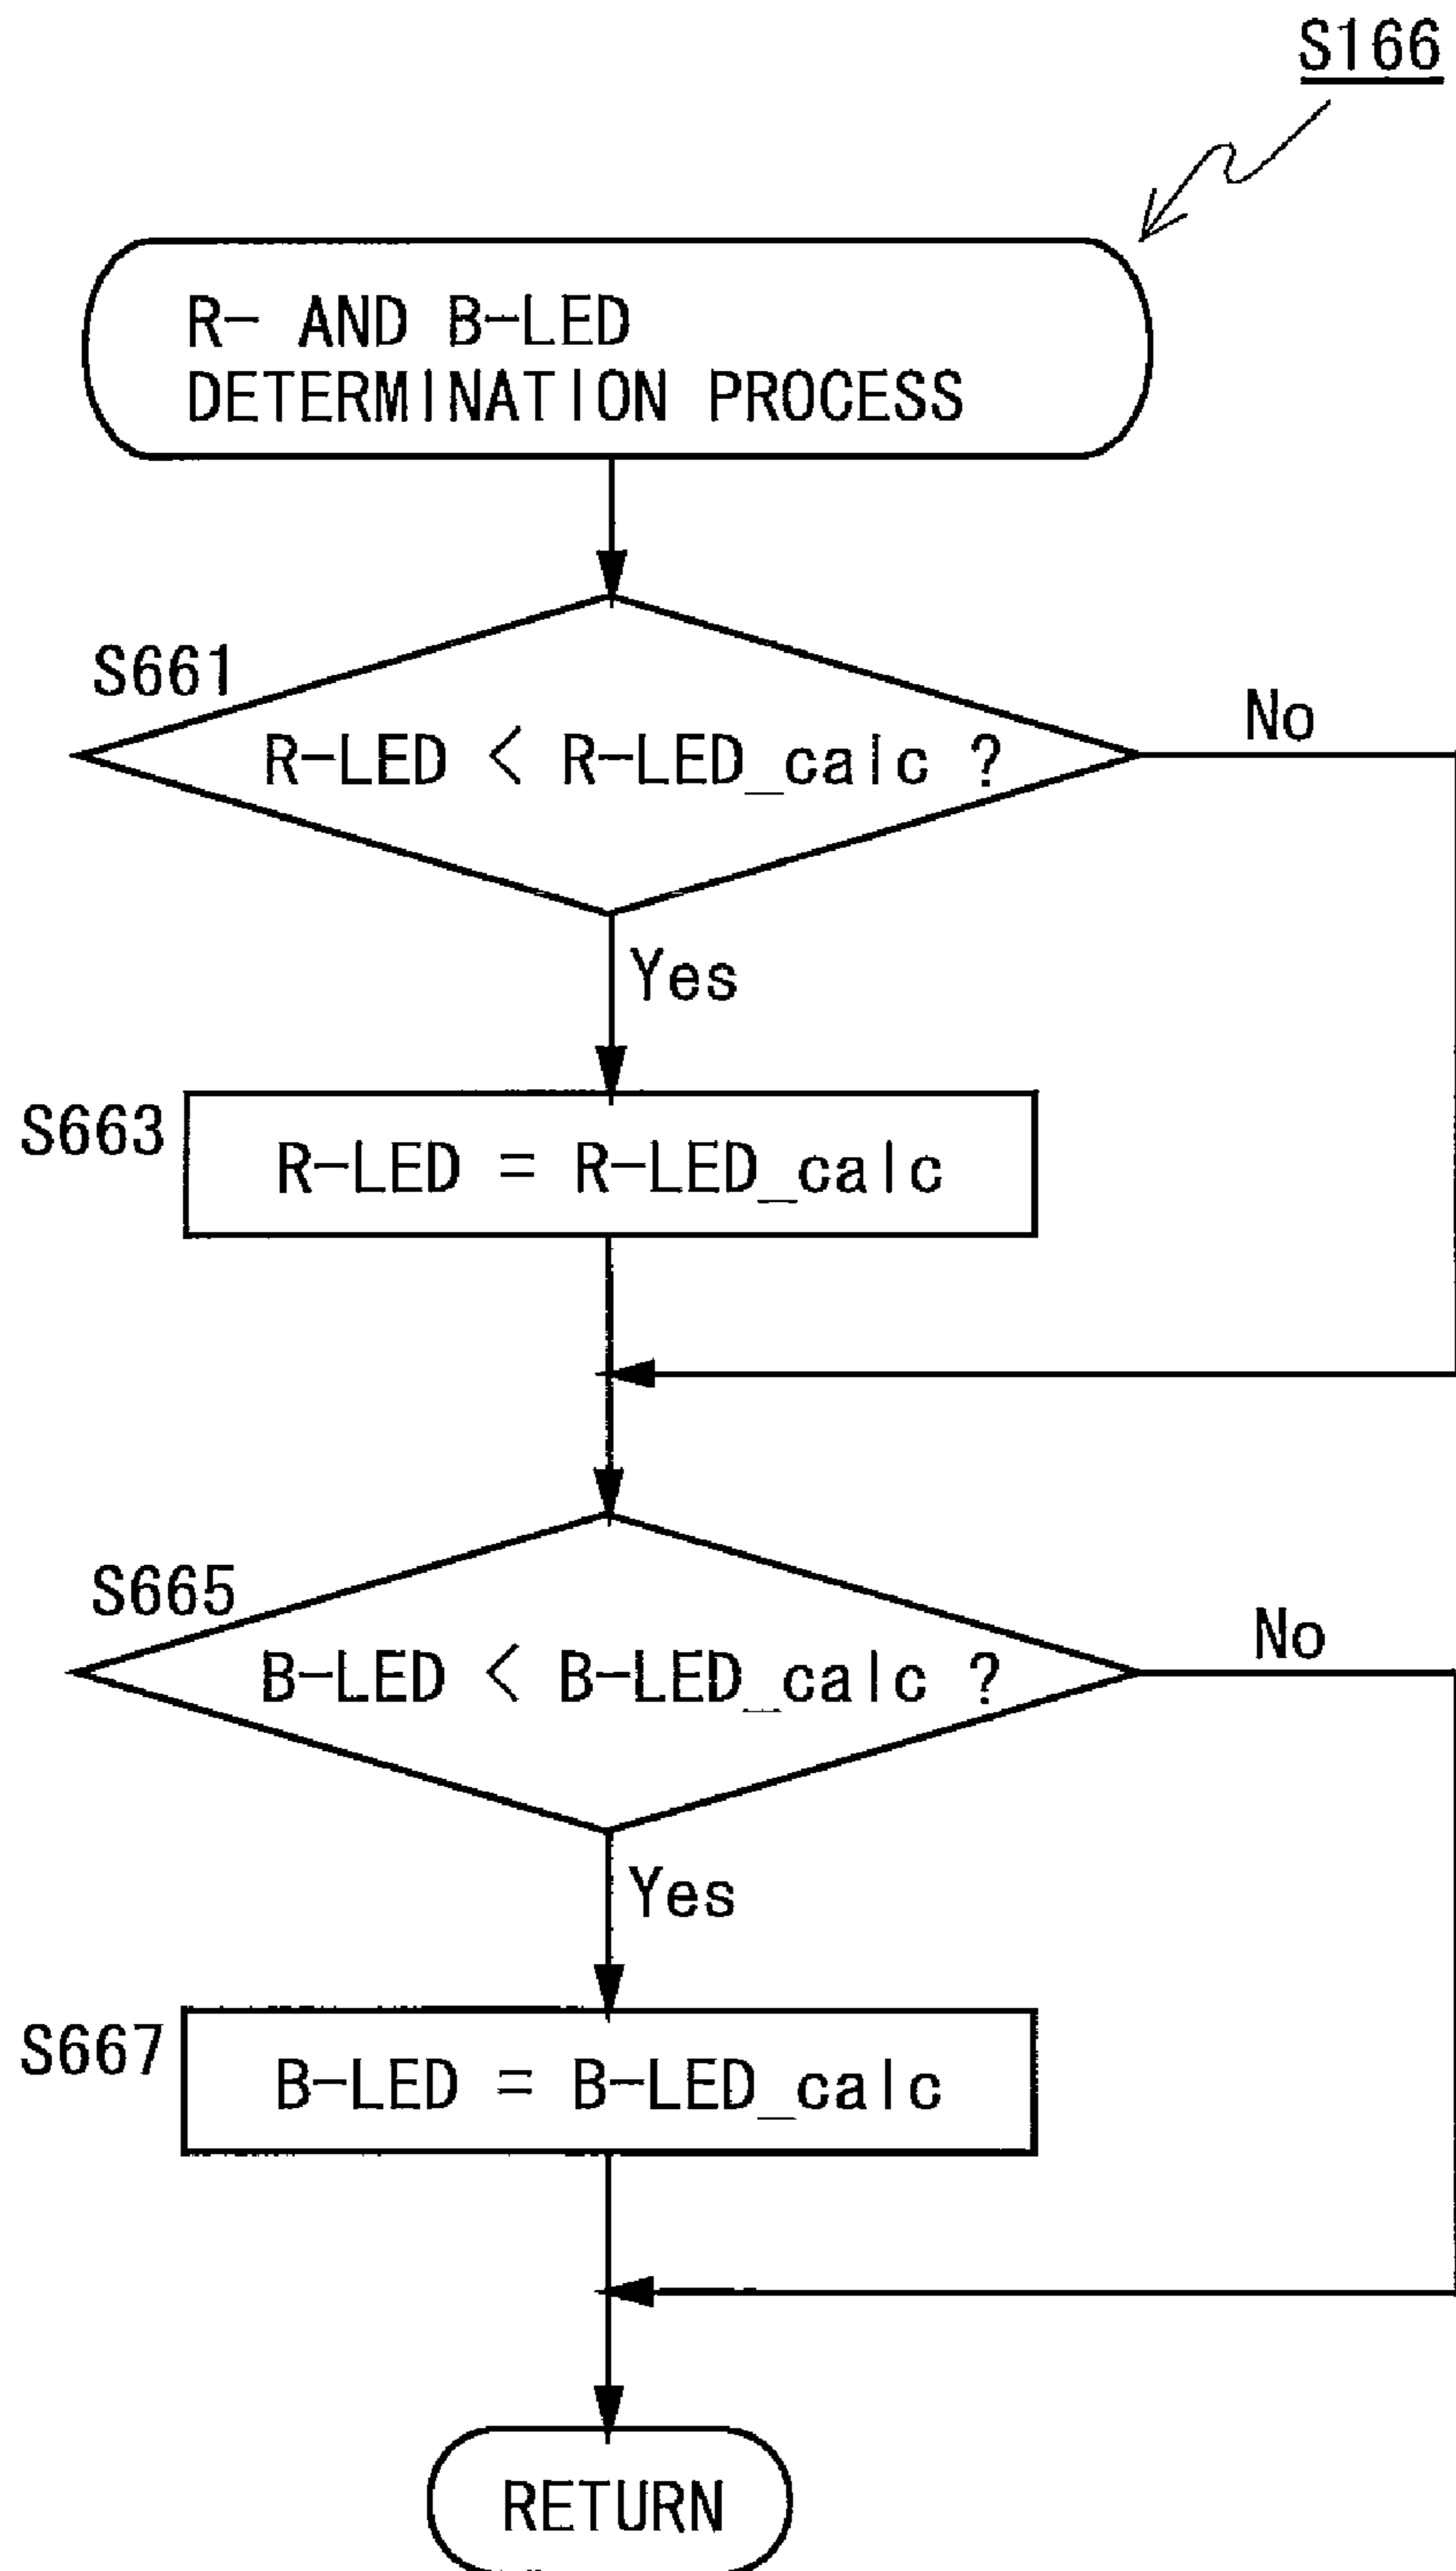 S166
R- AND B-LED
DETERMINATION PROCESS
S661
R-LED < R-LED_calc ?
No
Yes
S663
R-LED = R-LED_calc
S665
B-LED < B-LED_calc ?
No
Yes
S667
B-LED = B-LED_calc
RETURN